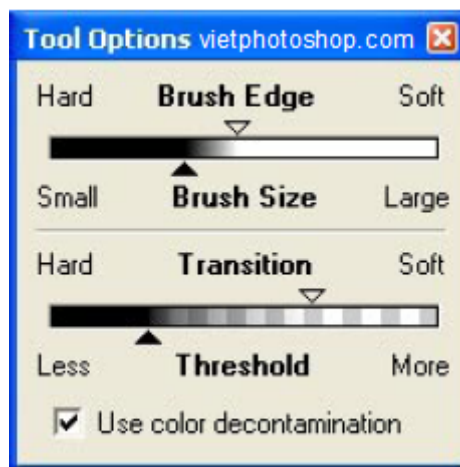 Tool Options vietphotoshop.com
Hard Brush Edge Soft
Small Brush Size Large
Hard Transition Soft
Less Threshold More
Use color decontamination